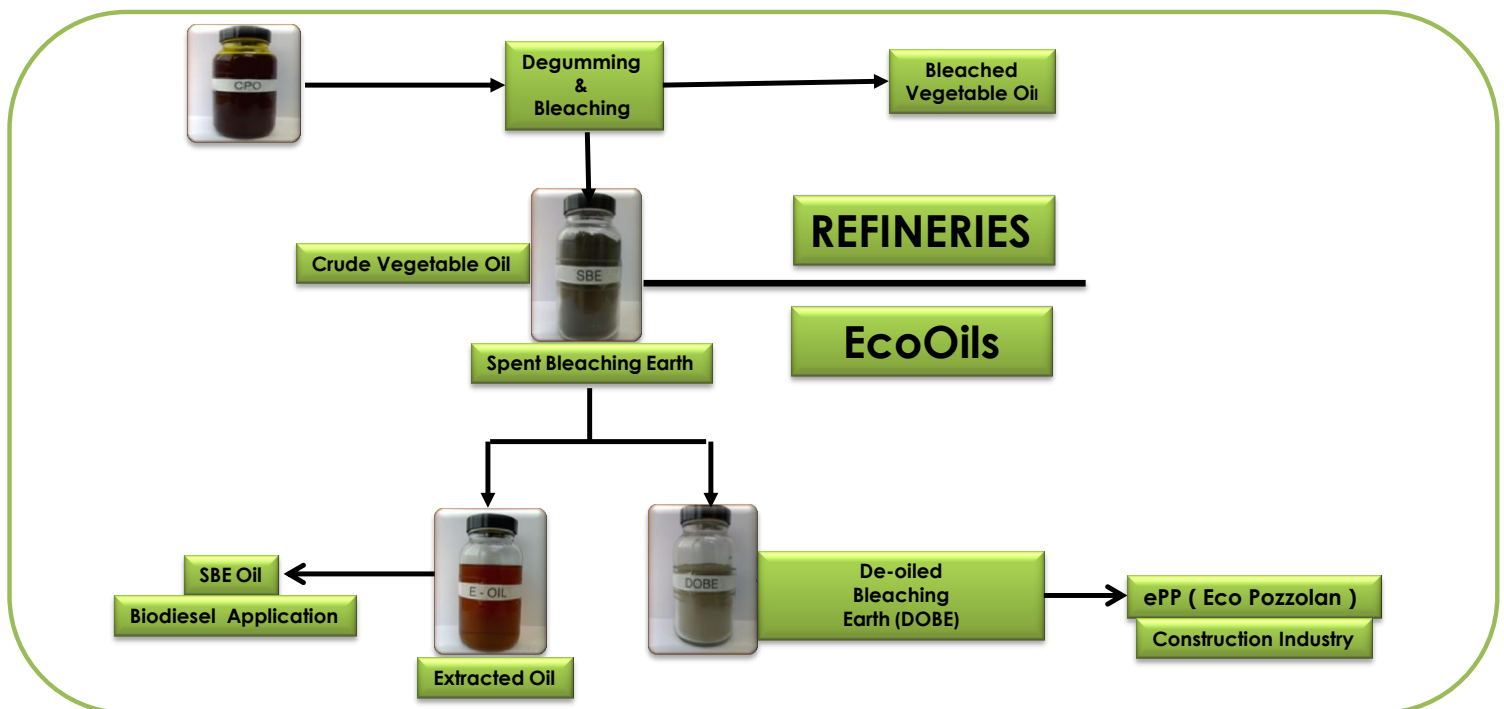 CPO
Degumming
&
Bleaching
Bleached
Vegetable Oil
REFINERIES
Crude Vegetable Oil
SBE
EcoOils
Spent Bleaching Earth
SBE Oil
Biodiesel Application
E - OIL
Extracted Oil
DOBE
De-oiled
Bleaching
Earth (DOBE)
ePP ( Eco Pozzolan )
Construction Industry